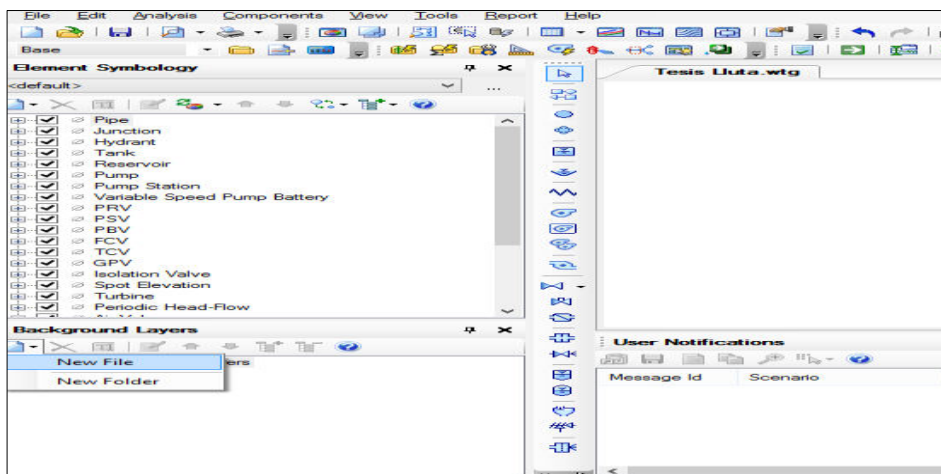 File Edit Analysis Components View Tools Report Help
Base
Element Symbology
<default>
...
Pipe
Junction
Hydrant
Tank
Reservoir
Pump
Pump Station
Variable Speed Pump Battery
PRV
PSV
PBV
FCV
TCV
GPV
Isolation Valve
Spot Elevation
Turbine
Periodic Head-Flow
Background Layers
ers
New File
New Folder
Tesis Lluta.wtg
User Notifications
Message Id Scenario